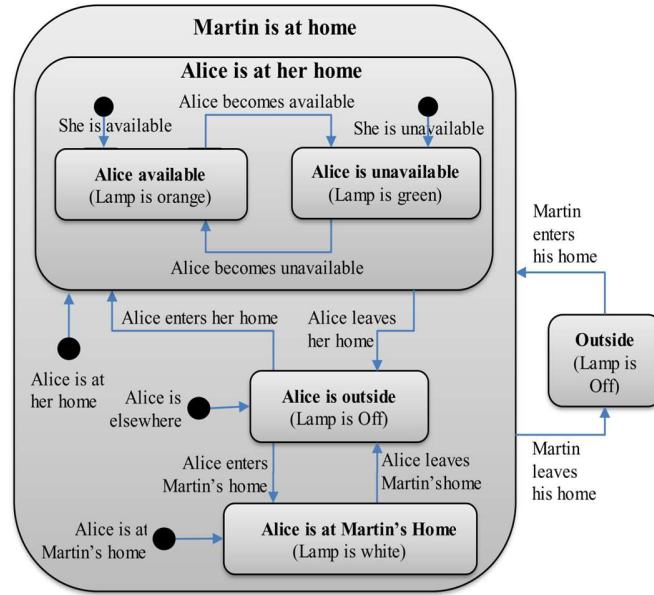 Martin is at home
Alice is at her home
Alice becomes available
She is available
She is unavailable
Alice available
(Lamp is orange)
Alice is unavailable
(Lamp is green)
Alice becomes unavailable
Martin
enters
his home
Alice enters her home
Alice leaves
her home
Outside
(Lamp is
Off)
Alice is at
her home
Alice is
elsewhere
Alice is outside
(Lamp is Off)
Martin
leaves
his home
Alice enters
Martin's home
Alice leaves
Martin'shome
Alice is at
Martin's home
Alice is at Martin's Home
(Lamp is white)